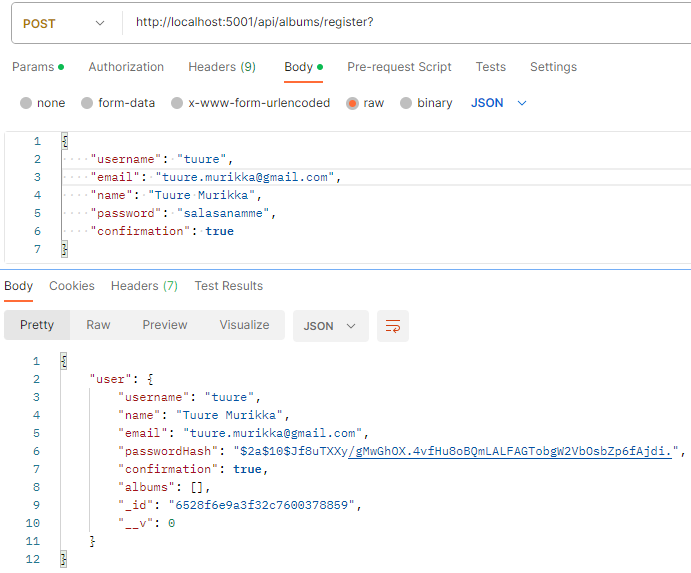 POST http://localhost:5001/api/albums/register?
Params Authorization Headers (9) Body Pre-request Script Tests Settings
none form-data x-www-form-urlencoded raw binary JSON
1 {
2 "username": "tuure",
3 "email": "tuure.murikka@gmail.com",
4 "name": "Tuure Murikka",
5 "password": "salasanamme",
6 "confirmation": true
7 }
Body Cookies Headers (7) Test Results
Pretty Raw Preview Visualize JSON
1 {
2 "user": {
3 "username": "tuure",
4 "name": "Tuure Murikka",
5 "email": "tuure.murikka@gmail.com",
6 "passwordHash": "$2a$10$Jf8uTXXy/gMwGhOX.4vfHu8oBQmLALFAGTobgW2VbOsbZp6fAjdi.",
7 "confirmation": true,
8 "albums": [],
9 "_id": "6528f6e9a3f32c7600378859",
10 "__v": 0
11 }
12 }